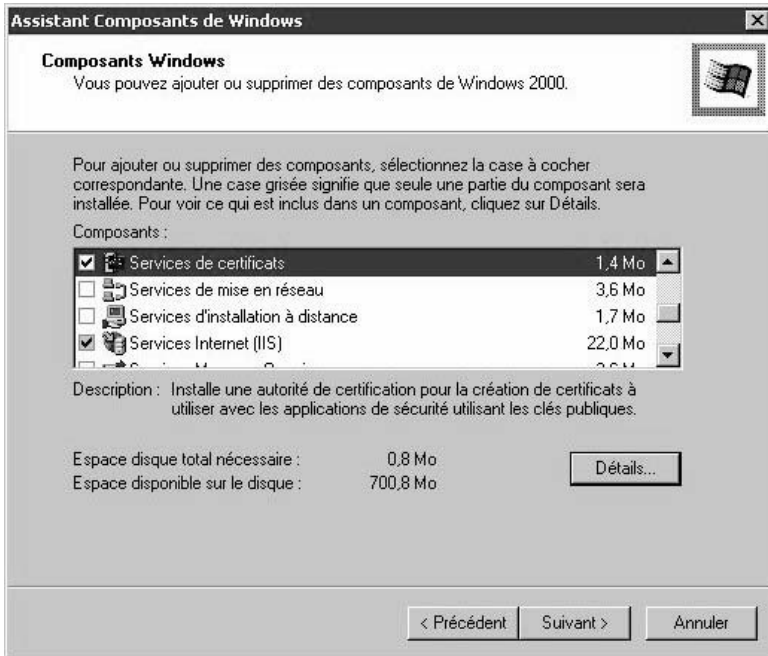 Assistant Composants de Windows
Composants Windows
Vous pouvez ajouter ou supprimer des composants de Windows 2000.
Pour ajouter ou supprimer des composants, sélectionnez la case à cocher
correspondante. Une case grisée signifie que seule une partie du composant sera
installée. Pour voir ce qui est inclus dans un composant, cliquez sur Détails.
Composants :
Services de certificats 1,4 Mo
Services de mise en réseau 3,6 Mo
Services d'installation à distance 1,7 Mo
Services Internet (IIS) 22,0 Mo
Description : Installe une autorité de certification pour la création de certificats à
utiliser avec les applications de sécurité utilisant les clés publiques.
Espace disque total nécessaire : 0,8 Mo
Espace disponible sur le disque : 700,8 Mo
Détails...
< Précédent Suivant > Annuler